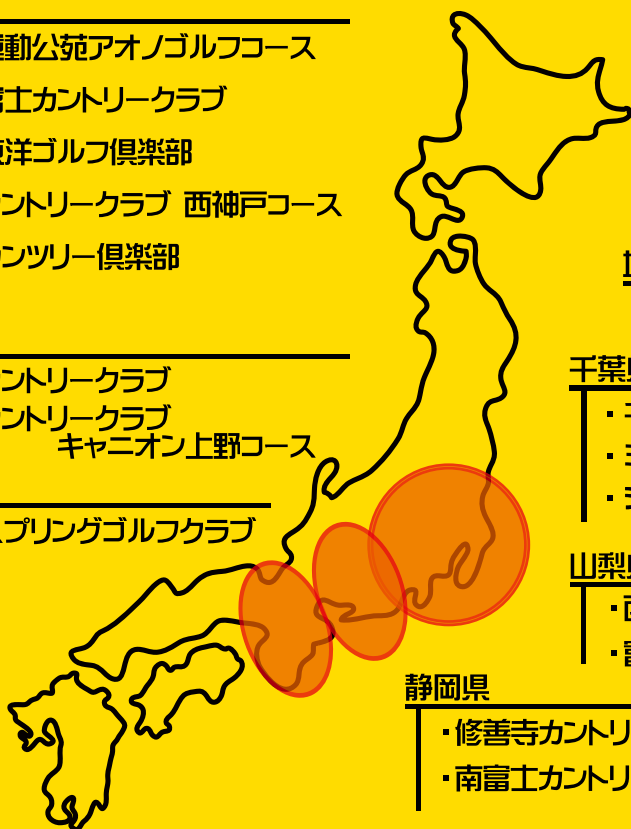 動公苑アオノゴルフコース
士カントリークラブ
洋ゴルフ倶楽部
ントリークラブ 西神戸コース
ンツリー倶楽部
ントリークラブ
ントリークラブ
キャニオン上野コース
スプリングゴルフクラブ
千葉県
山梨県
静岡県
・修善寺カントリ
・南富士カントリ